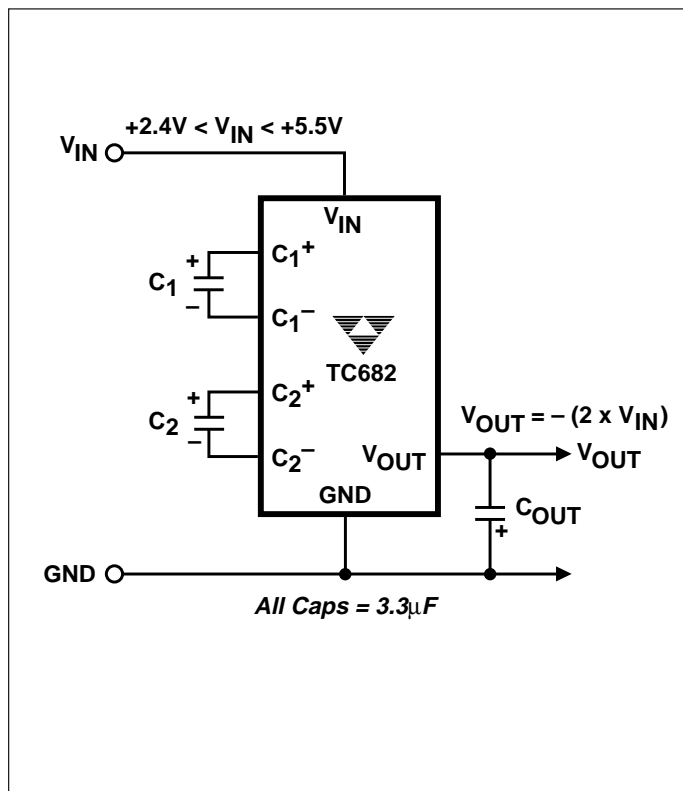 +2.4V < VIN < +5.5V
VIN
VIN
C1+
+
C1
–
C1–
TC682
C2+
+
C2
–
C2–
VOUT = – (2 x VIN)
VOUT
VOUT
GND
COUT
+
GND
All Caps = 3.3µF